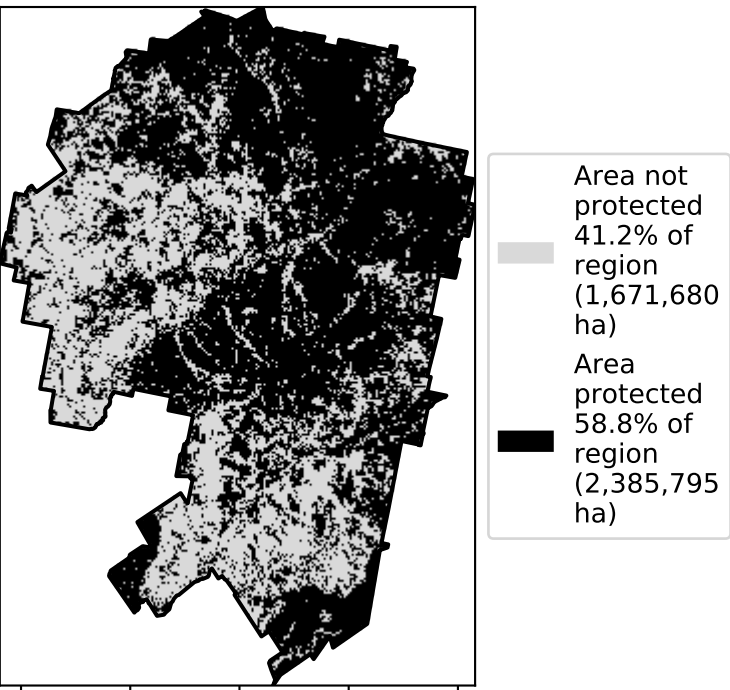 Area not
protected
41.2% of
region
(1,671,680
ha)
Area
protected
58.8% of
region
(2,385,795
ha)